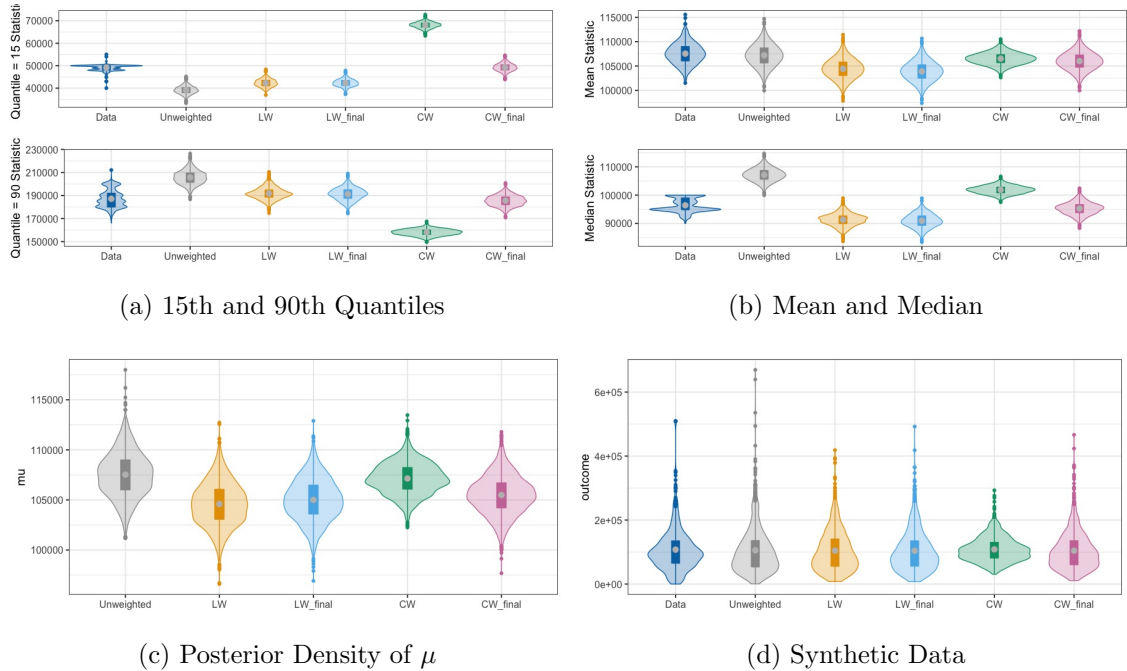 Quantile = 15 Statistic
70000
60000
50000
40000
Data Unweighted LW LW_final CW CW_final
Quantile = 90 Statistic
230000
210000
190000
170000
150000
Data Unweighted LW LW_final CW CW_final
(a) 15th and 90th Quantiles
Mean Statistic
115000
110000
105000
100000
Data Unweighted LW LW_final CW CW_final
Median Statistic
110000
100000
90000
Data Unweighted LW LW_final CW CW_final
(b) Mean and Median
mu
115000
110000
105000
100000
Unweighted LW LW_final CW CW_final
(c) Posterior Density of μ
outcome
6e+05
4e+05
2e+05
0e+00
Data Unweighted LW LW_final CW CW_final
(d) Synthetic Data